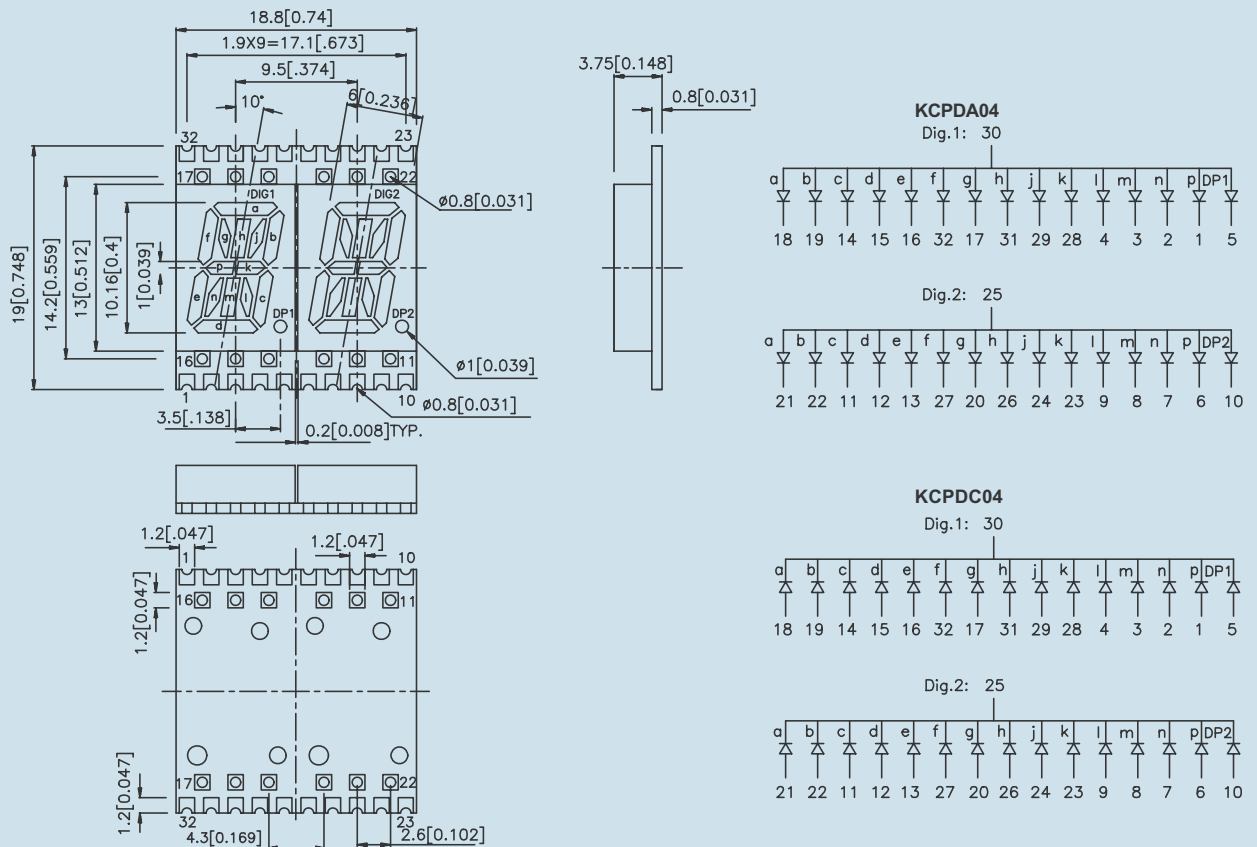 18.8[0.74]
1.9X9=17.1[.673]
9.5[.374]
10°
6[0.236]
32
23
17
22
DIG1
DIG2
a
f
g
h
j
b
p
k
e
n
m
l
c
d
DP1
DP2
16
11
1
10
19[0.748]
14.2[0.559]
13[0.512]
10.16[0.4]
1[0.039]
ø0.8[0.031]
ø1[0.039]
ø0.8[0.031]
3.5[.138]
0.2[0.008]TYP.
3.75[0.148]
0.8[0.031]
1.2[.047]
1
1.2[.047]
10
16
11
1.2[0.047]
17
22
1.2[0.047]
32
23
4.3[0.169]
2.6[0.102]
KCPDA04
Dig.1: 30
a b c d e f g h j k l m n p DP1
18 19 14 15 16 32 17 31 29 28 4 3 2 1 5
Dig.2: 25
a b c d e f g h j k l m n p DP2
21 22 11 12 13 27 20 26 24 23 9 8 7 6 10
KCPDC04
Dig.1: 30
a b c d e f g h j k l m n p DP1
18 19 14 15 16 32 17 31 29 28 4 3 2 1 5
Dig.2: 25
a b c d e f g h j k l m n p DP2
21 22 11 12 13 27 20 26 24 23 9 8 7 6 10